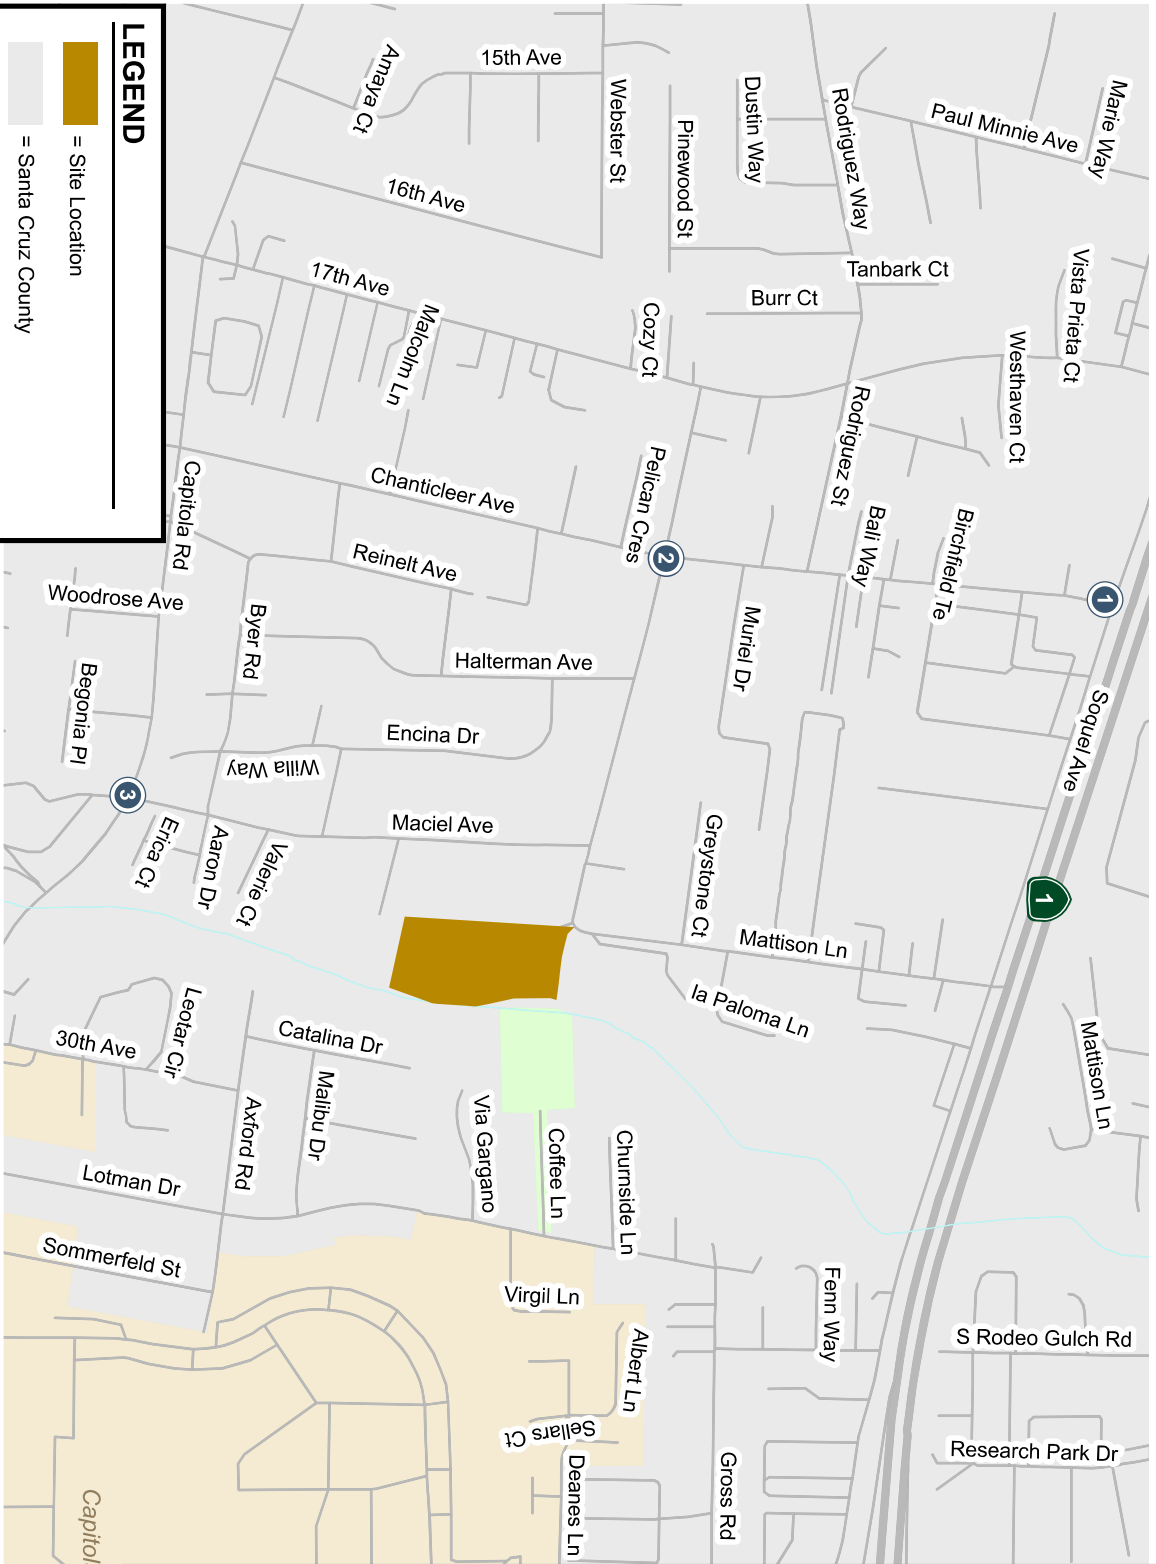 LEGEND
= Site Location
= Santa Cruz County
Amaya Ct
15th Ave
Webster St
Pinewood St
Dustin Way
Rodriguez Way
Paul Minnie Ave
Marie Way
16th Ave
17th Ave
Malcolm Ln
Cozy Ct
Burr Ct
Tanbark Ct
Vista Prieta Ct
Westhaven Ct
Rodriguez St
Pelican Cres
Chanticleer Ave
Capitola Rd
Reinelt Ave
Bali Way
Birchfield Te
2
1
Woodrose Ave
Byer Rd
Halterman Ave
Muriel Dr
Begonia Pl
Encina Dr
Willa Way
Soquel Ave
3
Maciel Ave
Erica Ct
Aaron Dr
Valerie Ct
Greystone Ct
1
Mattison Ln
la Paloma Ln
Leotar Cir
30th Ave
Catalina Dr
Malibu Dr
Axford Rd
Via Gargano
Coffee Ln
Churnside Ln
Mattison Ln
Lotman Dr
Sommerfeld St
Virgil Ln
Albert Ln
Fenn Way
S Rodeo Gulch Rd
Sellars Ct
Deanes Ln
Gross Rd
Research Park Dr
Capitol